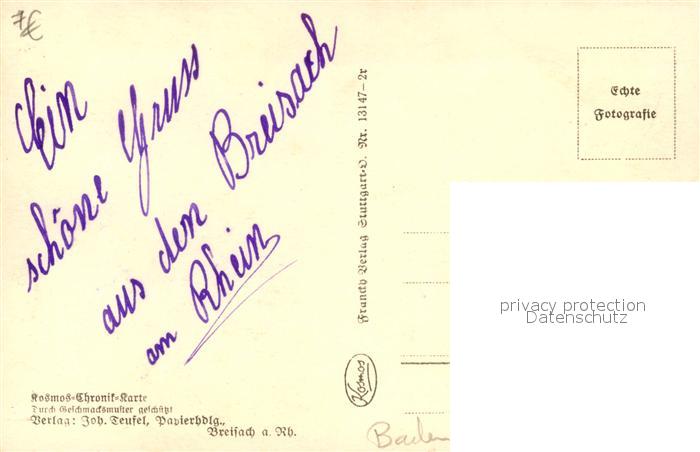 7€
Ein
schöne Gruss
aus den Breisach
am Rhein
Kosmos-Chronik-Karte
Durch Geschmacksmuster geschützt
Verlag: Joh. Teufel, Papierhdlg.,
Breisach a. Rh.
Franckh Verlag Stuttgart-O. Nr. 13147-2r
Kosmos
Echte
Fotografie
privacy protection
Datenschutz
Baden